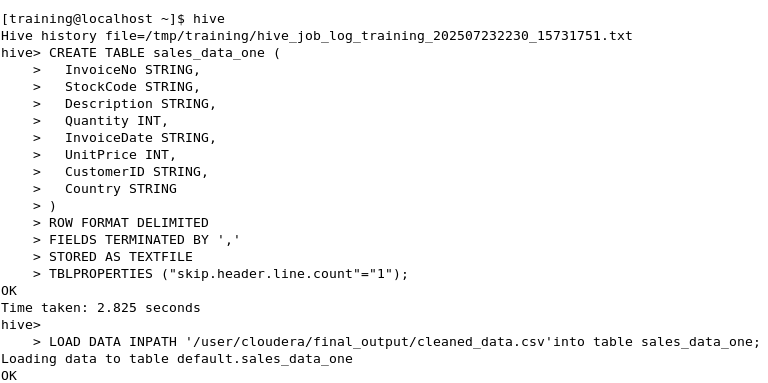 [training@localhost ~]$ hive
Hive history file=/tmp/training/hive_job_log_training_202507232230_15731751.txt
hive> CREATE TABLE sales_data_one (
    >   InvoiceNo STRING,
    >   StockCode STRING,
    >   Description STRING,
    >   Quantity INT,
    >   InvoiceDate STRING,
    >   UnitPrice INT,
    >   CustomerID STRING,
    >   Country STRING
    > )
    > ROW FORMAT DELIMITED
    > FIELDS TERMINATED BY ','
    > STORED AS TEXTFILE
    > TBLPROPERTIES ("skip.header.line.count"="1");
OK
Time taken: 2.825 seconds
hive>
    > LOAD DATA INPATH '/user/cloudera/final_output/cleaned_data.csv'into table sales_data_one;
Loading data to table default.sales_data_one
OK